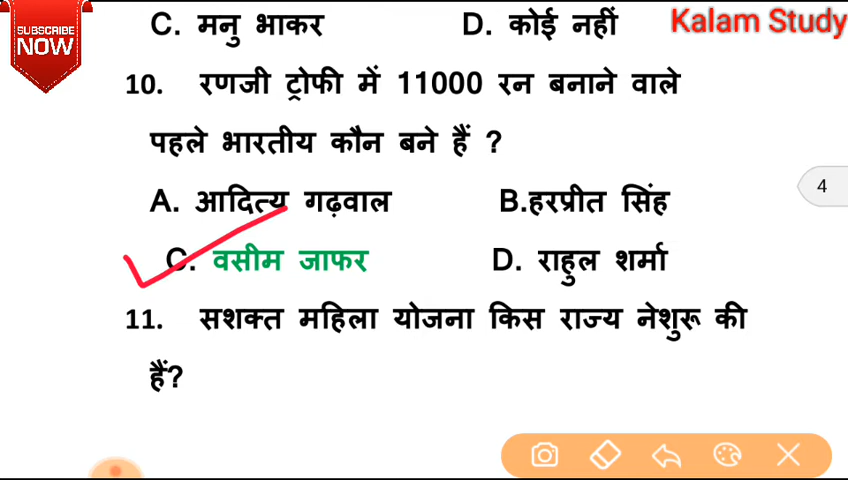 SUBSCRIBE
NOW
C. मनु भाकर D. कोई नहीं
Kalam Study
10. रणजी ट्रोफी में 11000 रन बनाने वाले
पहले भारतीय कौन बने हैं ?
A. आदित्य गढ़वाल B.हरप्रीत सिंह
4
C. वसीम जाफर D. राहुल शर्मा
11. सशक्त महिला योजना किस राज्य नेशुरू की
हैं?